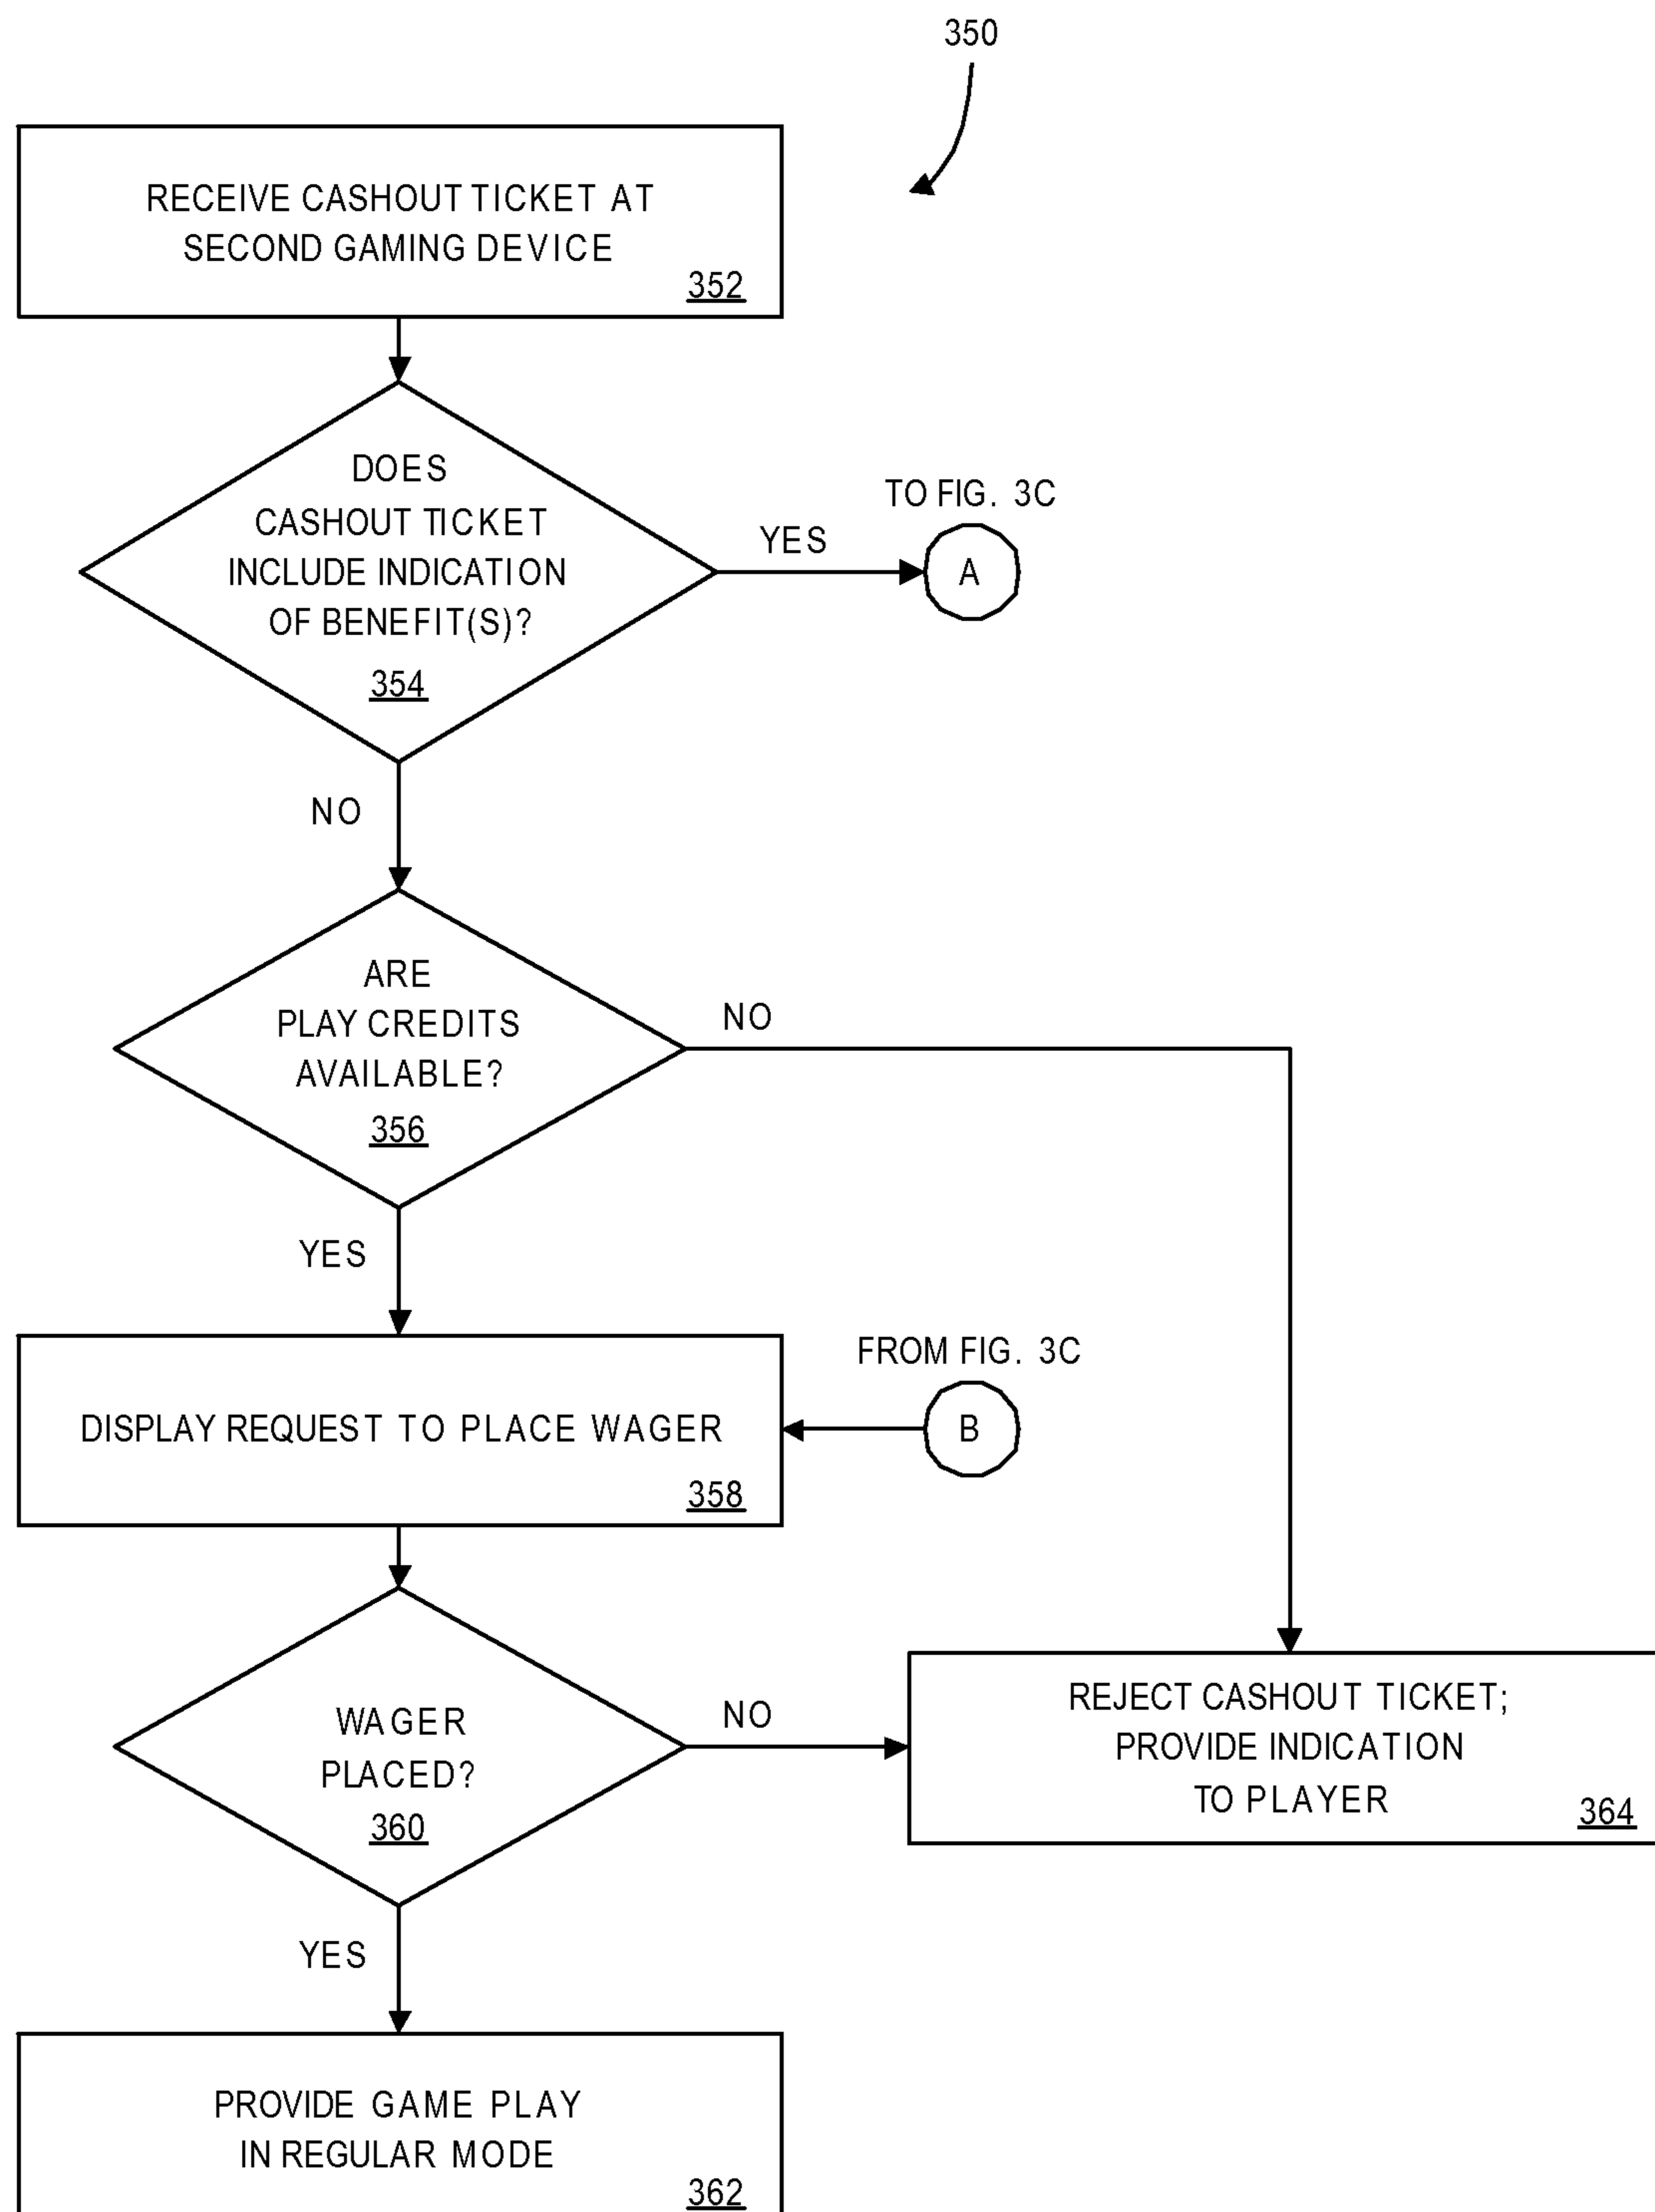 350
RECEIVE CASHOUT TICKET AT
SECOND GAMING DEVICE
352
DOES
CASHOUT TICKET
INCLUDE INDICATION
OF BENEFIT(S)?
354
YES
TO FIG. 3C
A
NO
ARE
PLAY CREDITS
AVAILABLE?
356
NO
YES
DISPLAY REQUEST TO PLACE WAGER
358
FROM FIG. 3C
B
WAGER
PLACED?
360
NO
REJECT CASHOUT TICKET;
PROVIDE INDICATION
TO PLAYER
364
YES
PROVIDE GAME PLAY
IN REGULAR MODE
362